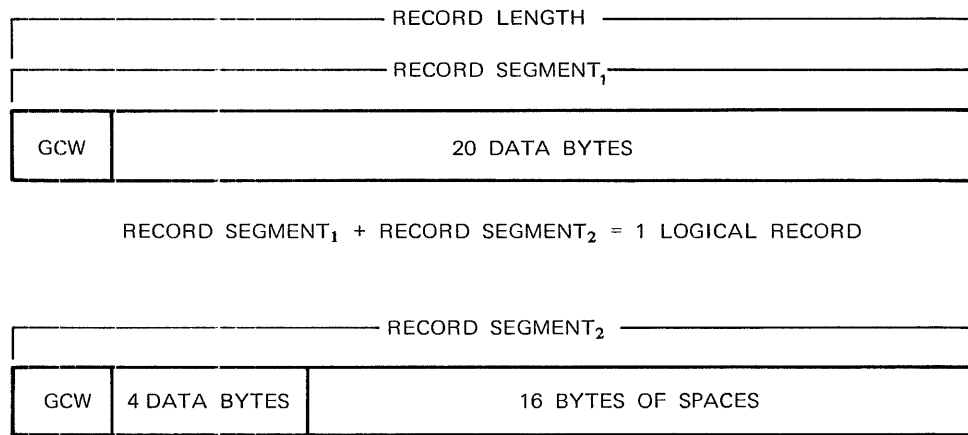 RECORD LENGTH
RECORD SEGMENT₁
GCW 20 DATA BYTES
RECORD SEGMENT₁ + RECORD SEGMENT₂ = 1 LOGICAL RECORD
RECORD SEGMENT₂
GCW 4 DATA BYTES 16 BYTES OF SPACES